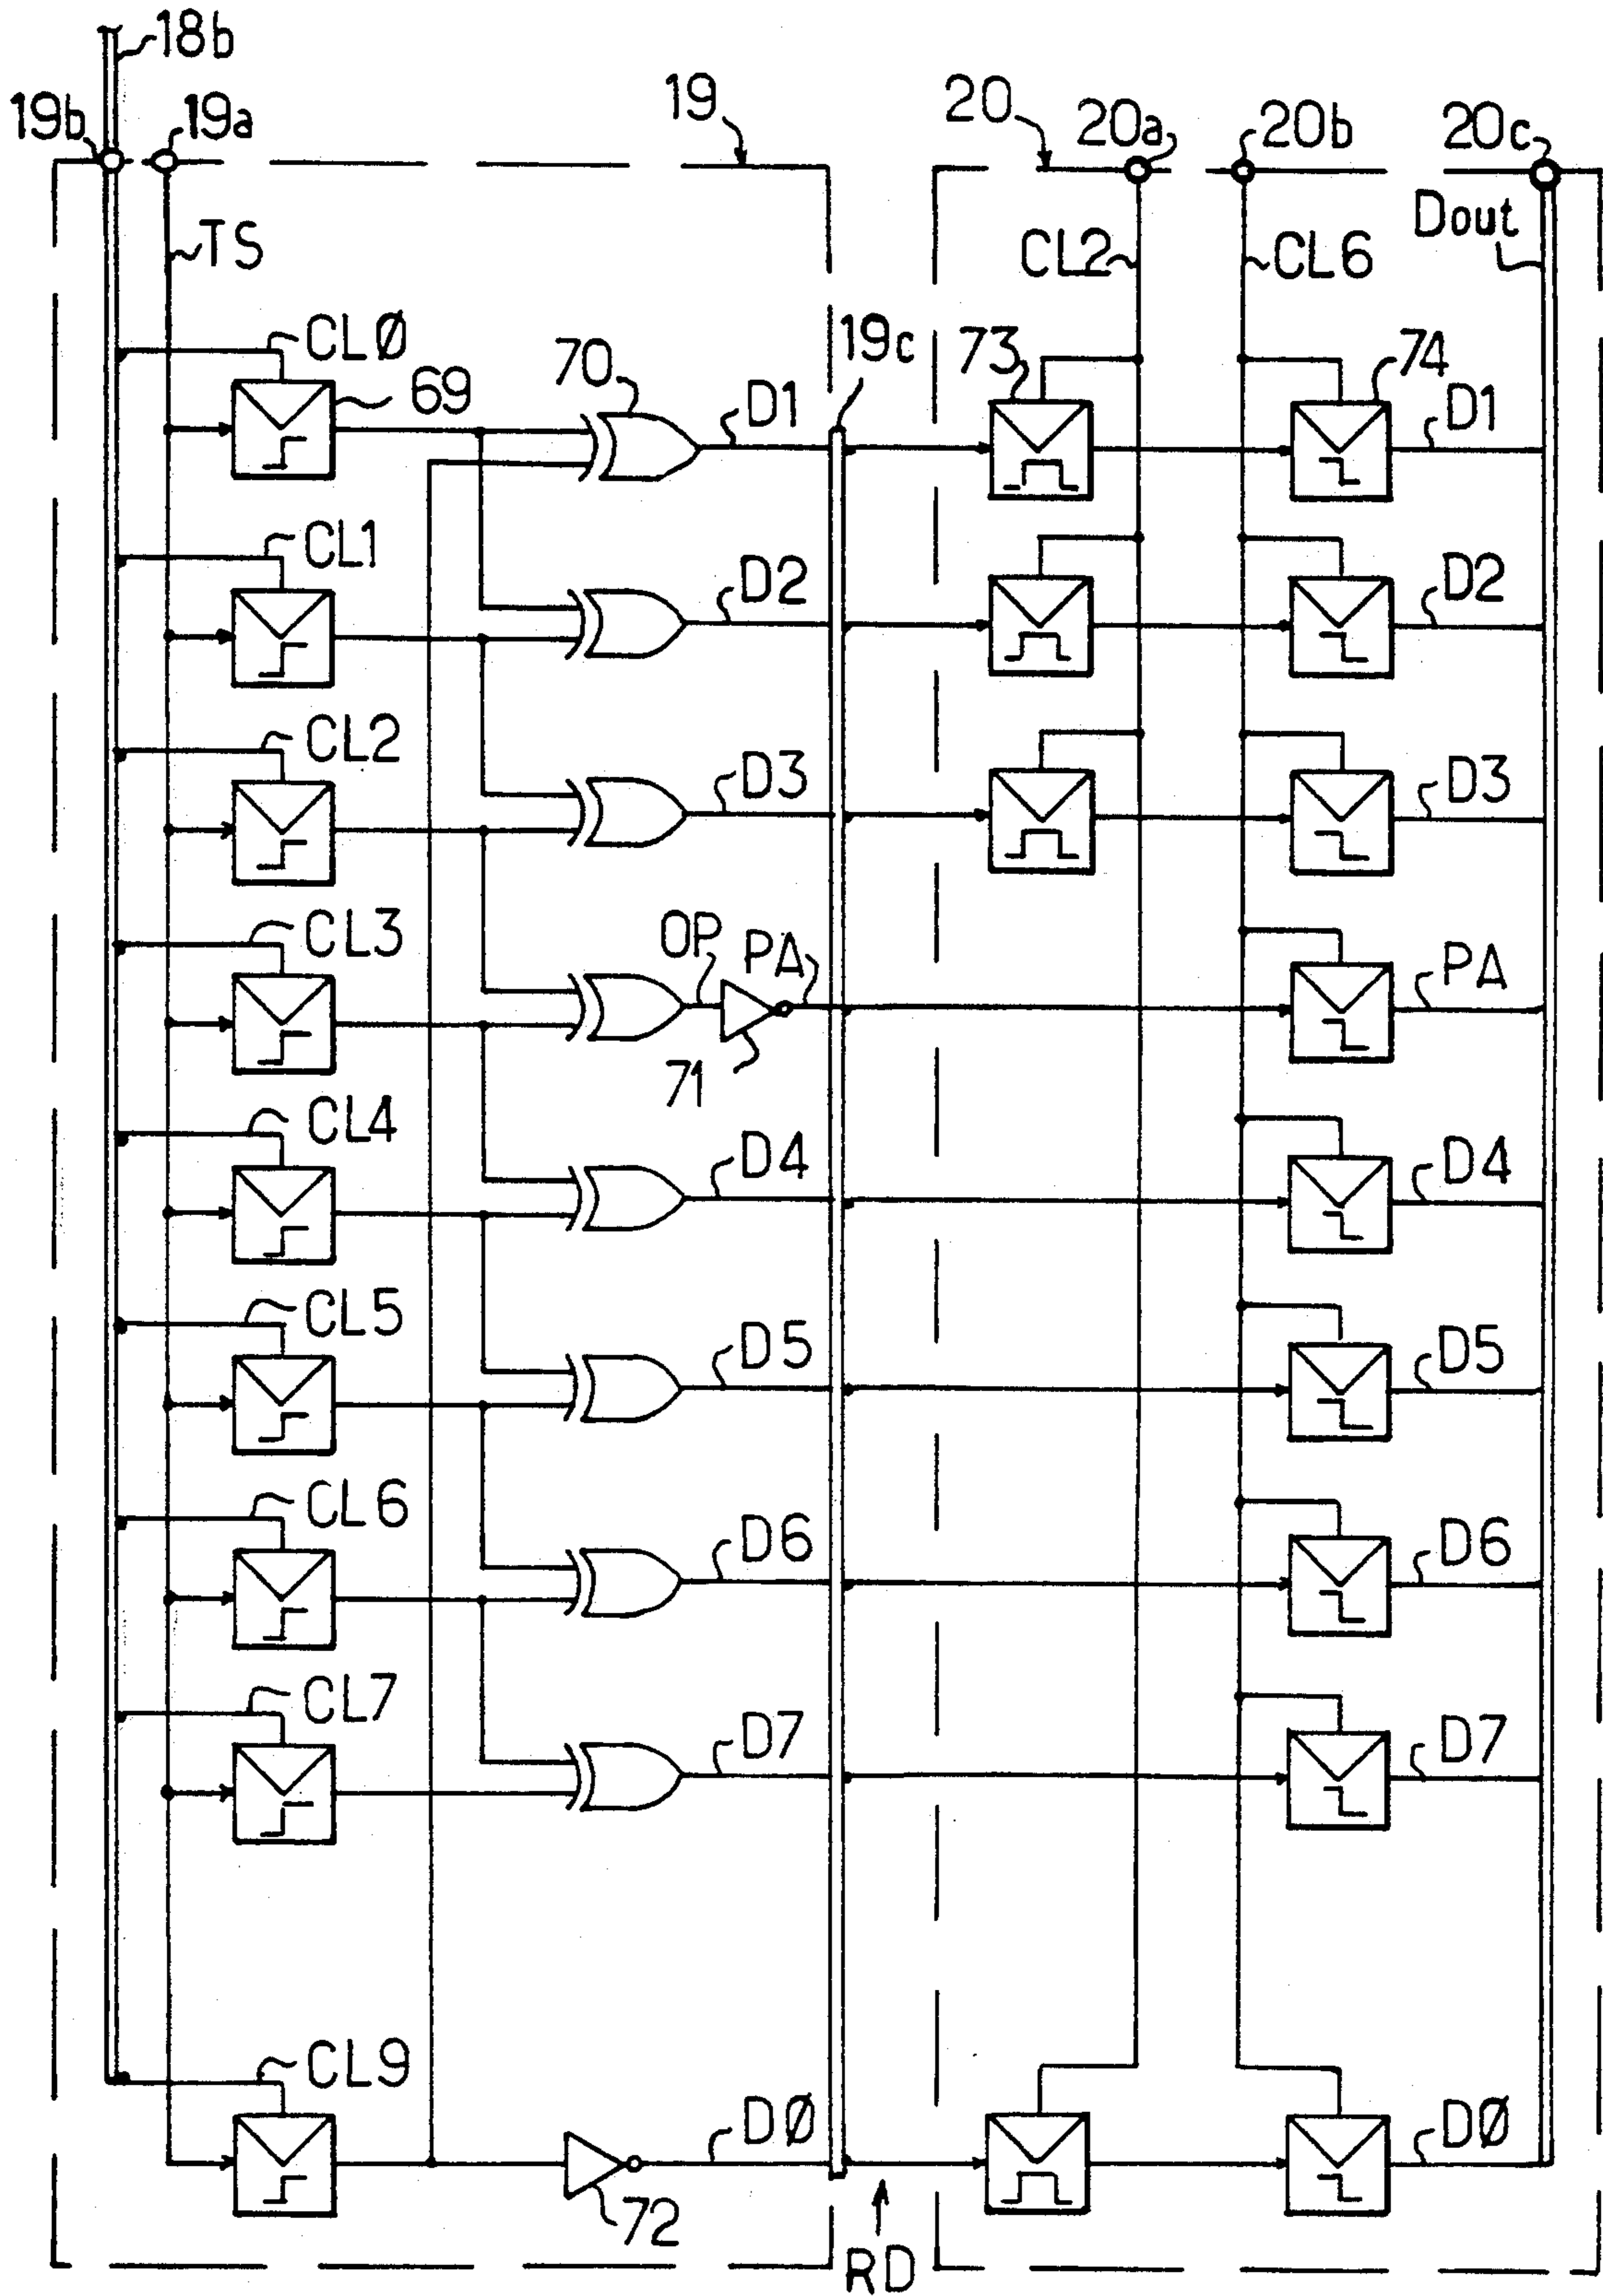 18b
19b 19a 19 20 20a 20b 20c
TS CL2 CL6 Dout
CLØ 69 70 D1 19c 73 74 D1
CL1 D2 D2
CL2 D3 D3
CL3 OP PA 71 PA
CL4 D4 D4
CL5 D5 D5
CL6 D6 D6
CL7 D7 D7
CL9 72 DØ DØ
RD